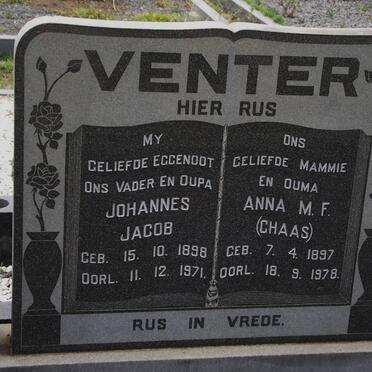 VENTER
HIER RUS
MY
GELIEFDE EGGENOOT
ONS VADER EN OUPA
JOHANNES
JACOB
GEB. 15. 10. 1898
OORL. 11. 12. 1971.
ONS
GELIEFDE MAMMIE
EN OUMA
ANNA M. F.
(CHAAS)
GEB. 7. 4. 1897
OORL. 18. 9. 1978.
RUS IN VREDE.